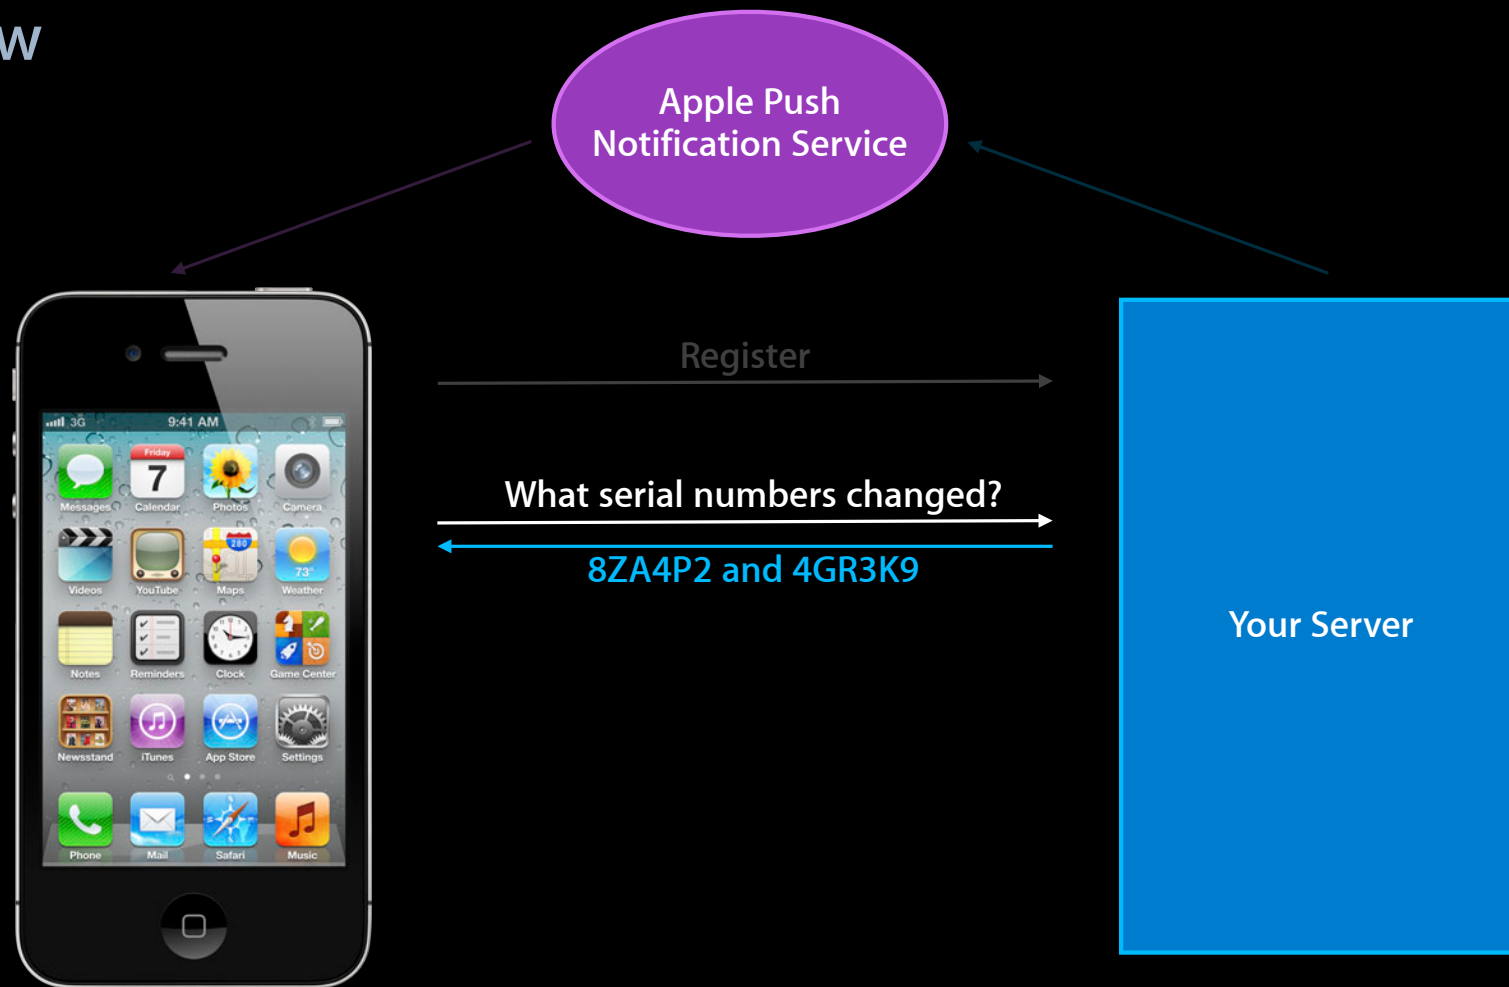 W
Apple Push
Notification Service
Register
What serial numbers changed?
8ZA4P2 and 4GR3K9
Your Server
3G 9:41 AM
Friday
7
280
73°
Messages Calendar Photos Camera
Videos YouTube Maps Weather
Notes Reminders Clock Game Center
Newsstand iTunes App Store Settings
Phone Mail Safari Music